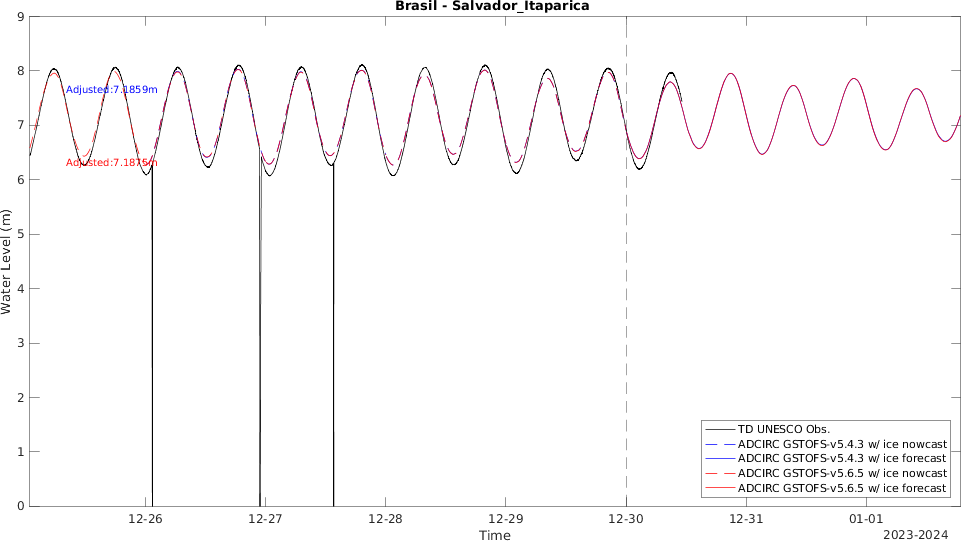 Brasil - Salvador_Itaparica
9
8
7
6
5
4
3
2
1
0
Water Level (m)
Adjusted:7.1859m
Adjusted:7.1875m
TD UNESCO Obs.
ADCIRC GSTOFS-v5.4.3 w/ ice nowcast
ADCIRC GSTOFS-v5.4.3 w/ ice forecast
ADCIRC GSTOFS-v5.6.5 w/ ice nowcast
ADCIRC GSTOFS-v5.6.5 w/ ice forecast
12-26
12-27
12-28
12-29
12-30
12-31
01-01
Time
2023-2024